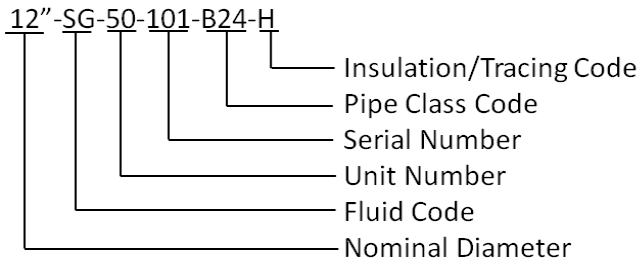 12”-SG-50-101-B24-H
Insulation/Tracing Code
Pipe Class Code
Serial Number
Unit Number
Fluid Code
Nominal Diameter